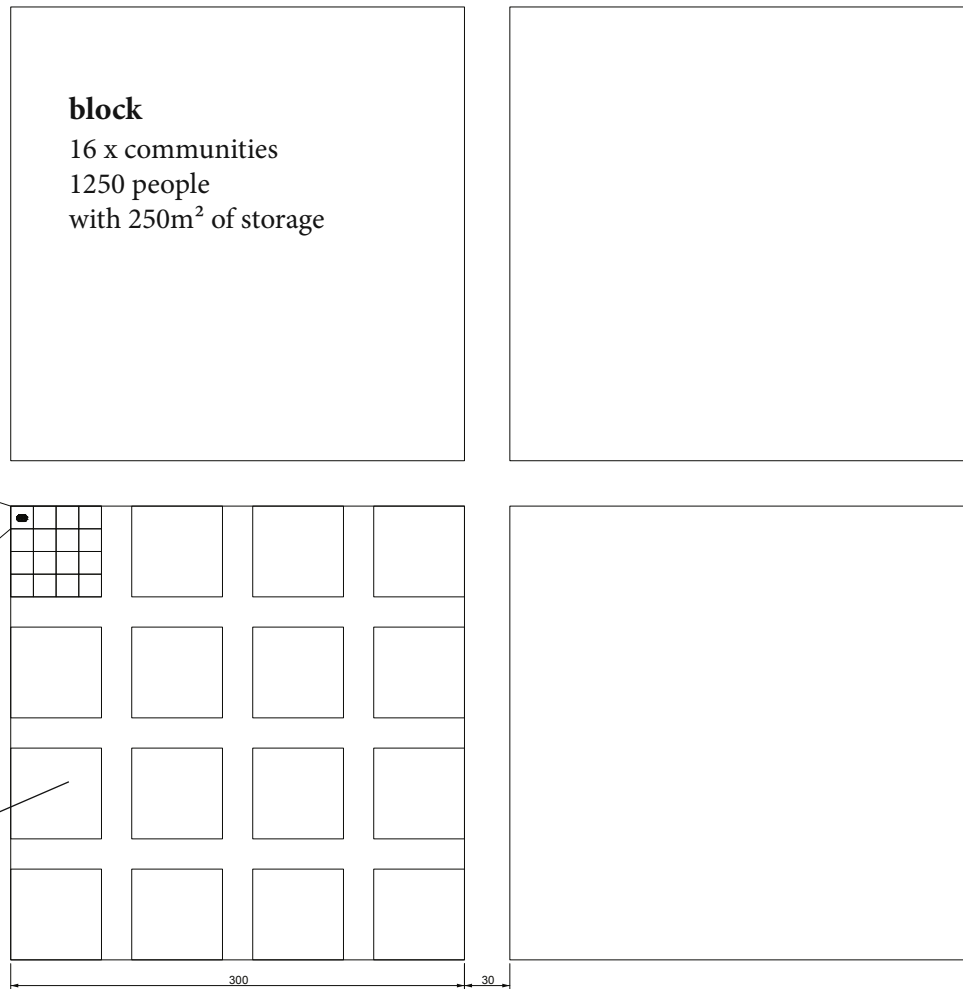 block
16 x communities
1250 people
with 250m² of storage
300
30